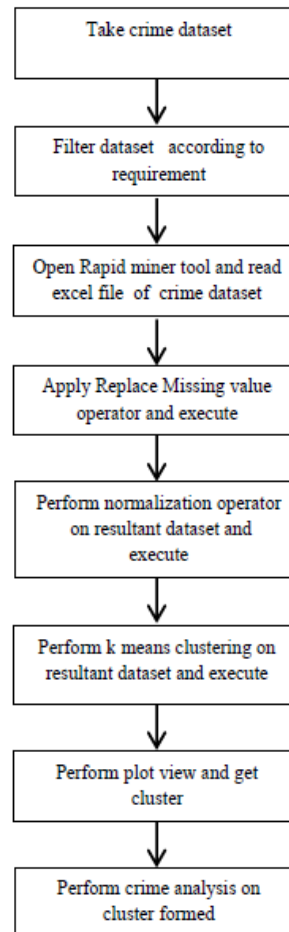 Take crime dataset
Filter dataset according to
requirement
Open Rapid miner tool and read
excel file of crime dataset
Apply Replace Missing value
operator and execute
Perform normalization operator
on resultant dataset and
execute
Perform k means clustering on
resultant dataset and execute
Perform plot view and get
cluster
Perform crime analysis on
cluster formed